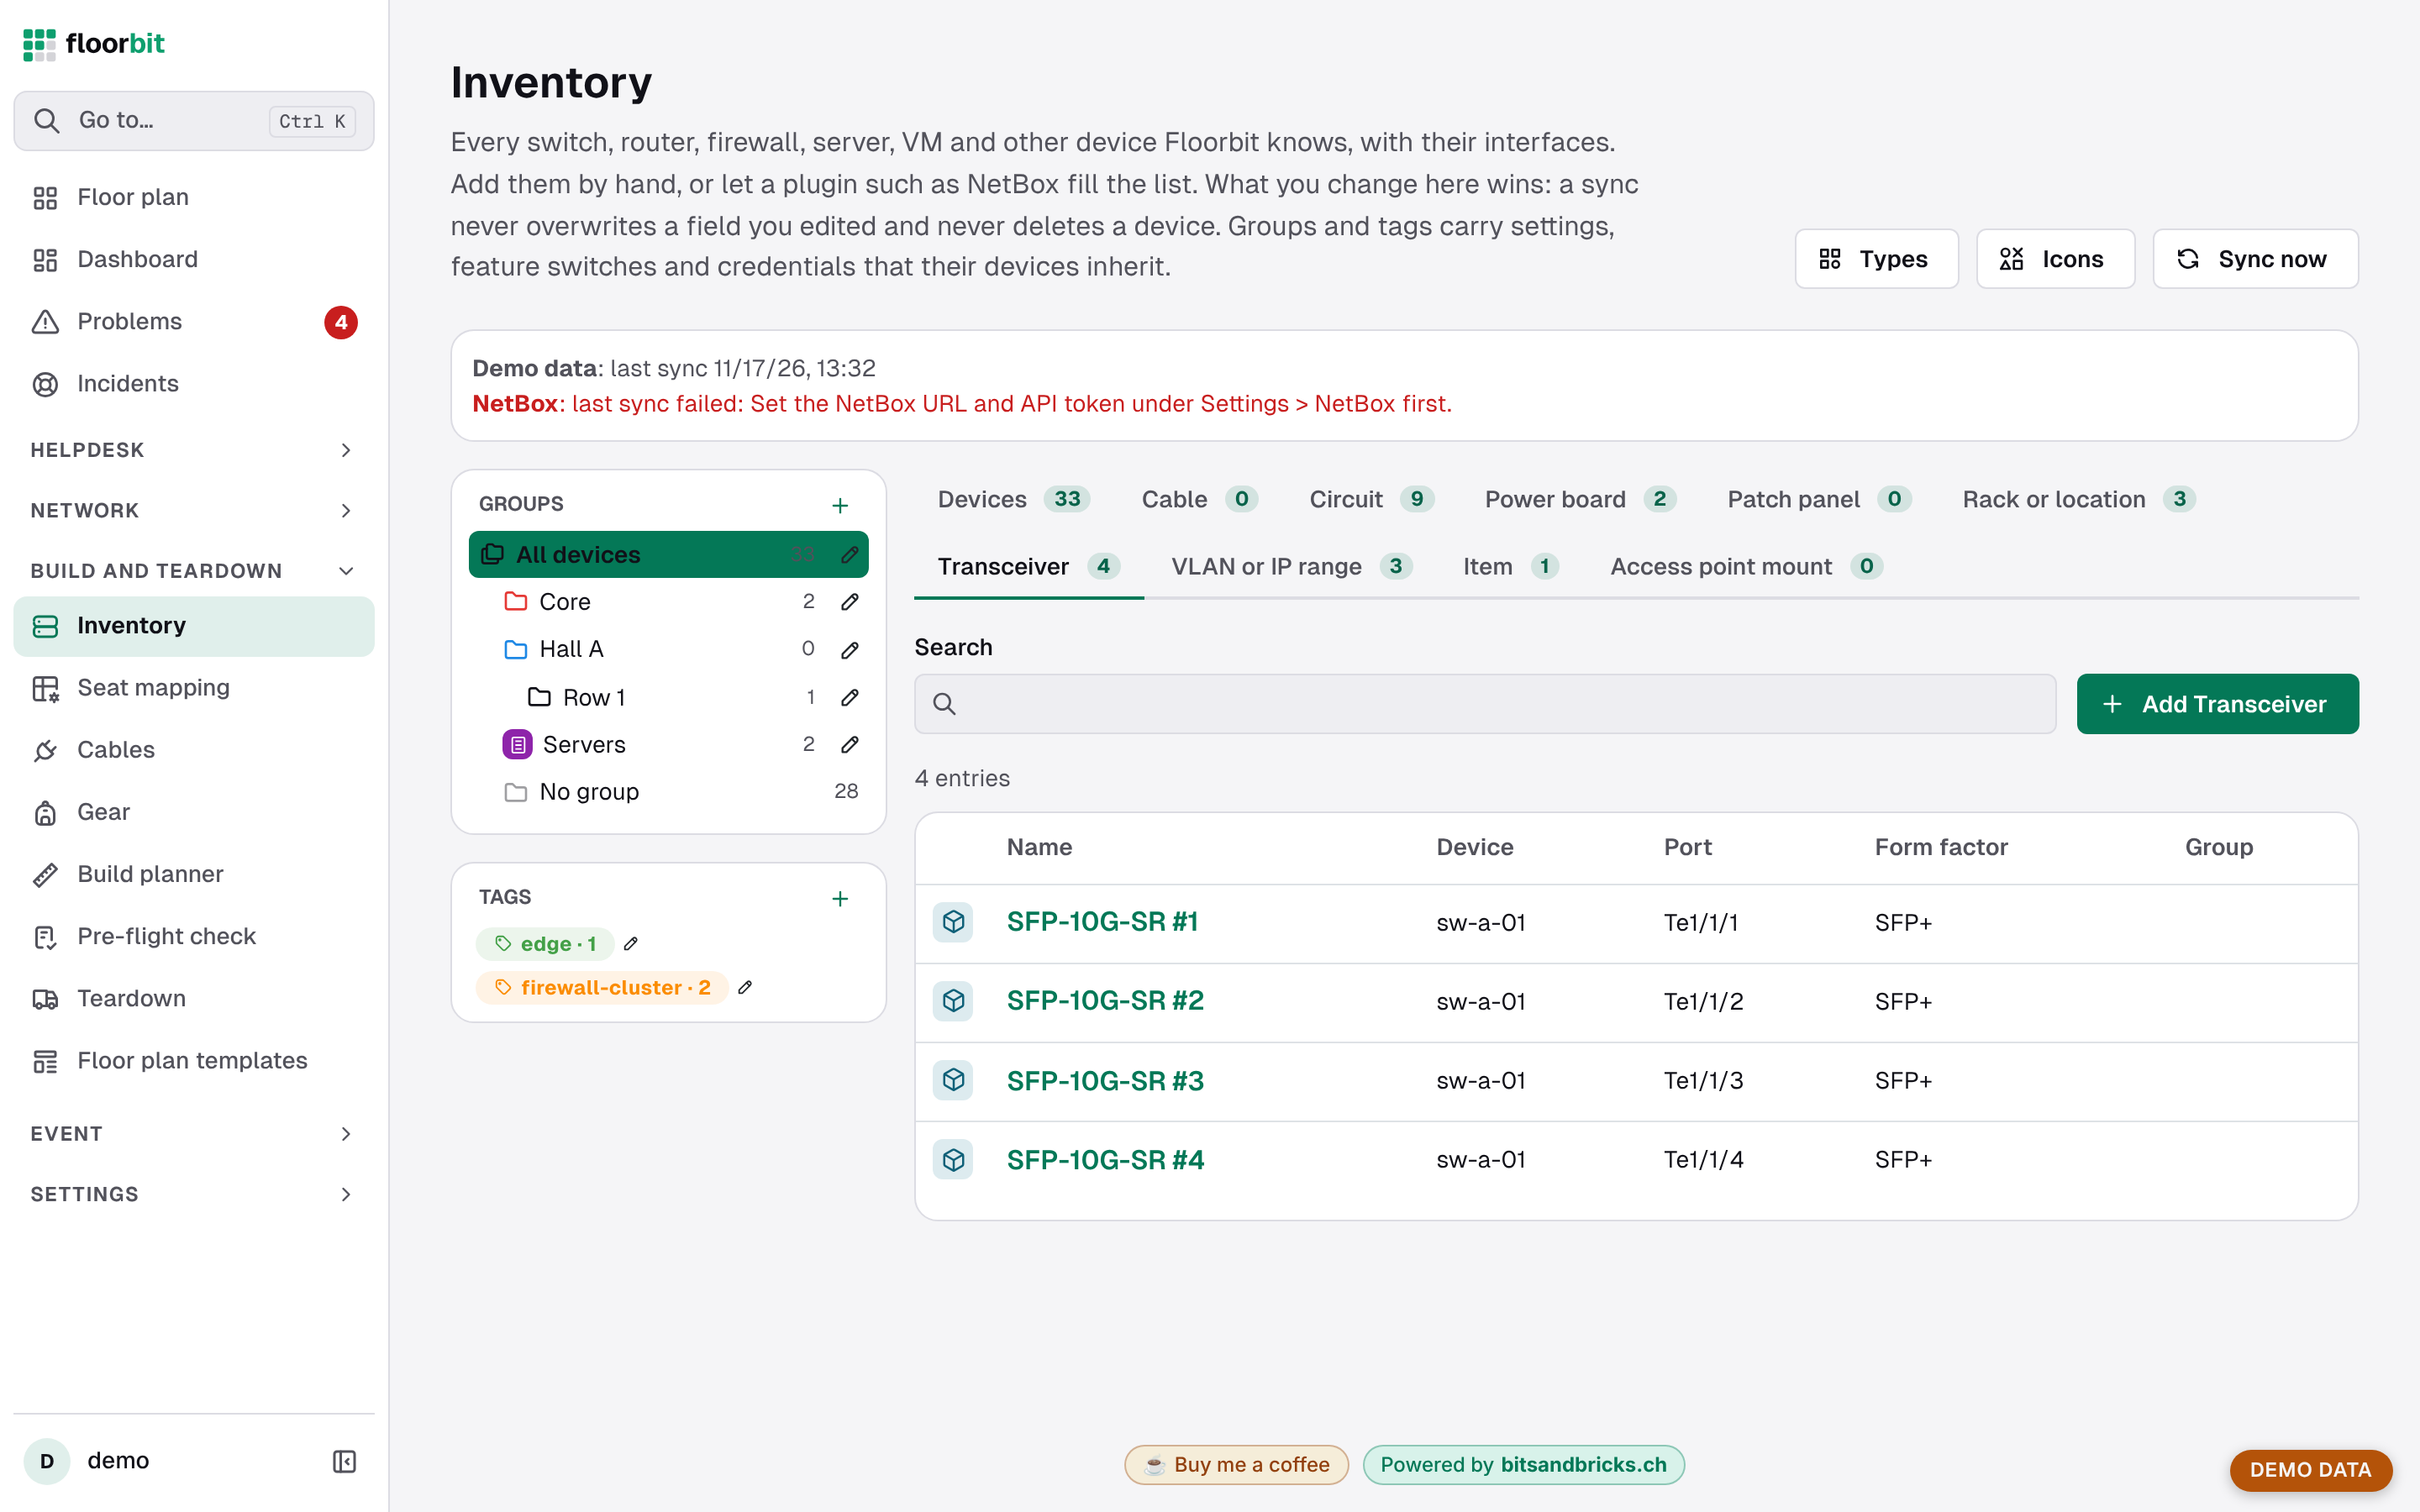 floorbit
Go to...
Ctrl K
Floor plan
Dashboard
Problems 4
Incidents
HELPDESK
NETWORK
BUILD AND TEARDOWN
Inventory
Seat mapping
Cables
Gear
Build planner
Pre-flight check
Teardown
Floor plan templates
EVENT
SETTINGS
D demo
Inventory
Every switch, router, firewall, server, VM and other device Floorbit knows, with their interfaces.
Add them by hand, or let a plugin such as NetBox fill the list. What you change here wins: a sync
never overwrites a field you edited and never deletes a device. Groups and tags carry settings,
feature switches and credentials that their devices inherit.
Types
Icons
Sync now
Demo data: last sync 11/17/26, 13:32
NetBox: last sync failed: Set the NetBox URL and API token under Settings > NetBox first.
GROUPS
All devices 33
Core 2
Hall A 0
Row 1 1
Servers 2
No group 28
TAGS
edge · 1
firewall-cluster · 2
Devices 33 Cable 0 Circuit 9 Power board 2 Patch panel 0 Rack or location 3
Transceiver 4 VLAN or IP range 3 Item 1 Access point mount 0
Search
+ Add Transceiver
4 entries
Name Device Port Form factor Group
SFP-10G-SR #1 sw-a-01 Te1/1/1 SFP+
SFP-10G-SR #2 sw-a-01 Te1/1/2 SFP+
SFP-10G-SR #3 sw-a-01 Te1/1/3 SFP+
SFP-10G-SR #4 sw-a-01 Te1/1/4 SFP+
Buy me a coffee
Powered by bitsandbricks.ch
DEMO DATA